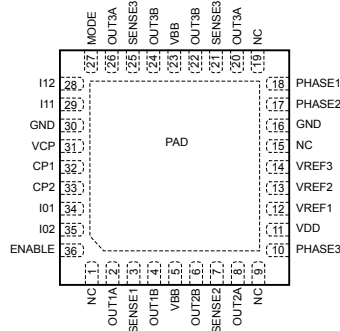 MODE
OUT3A
SENSE3
OUT3B
VBB
OUT3B
SENSE3
OUT3A
NC
27
26
25
24
23
22
21
20
19
I12 28
I11 29
GND 30
VCP 31
CP1 32
CP2 33
I01 34
I02 35
ENABLE 36
PAD
18 PHASE1
17 PHASE2
16 GND
15 NC
14 VREF3
13 VREF2
12 VREF1
11 VDD
10 PHASE3
1
2
3
4
5
6
7
8
9
NC
OUT1A
SENSE1
OUT1B
VBB
OUT2B
SENSE2
OUT2A
NC